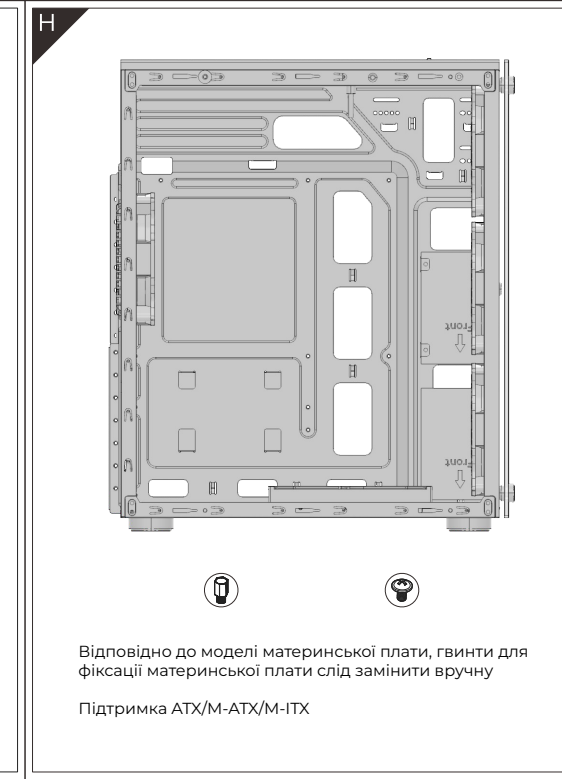 H
Front
Front
Відповідно до моделі материнської плати, гвинти для
фіксації материнської плати слід замінити вручну
Підтримка ATX/M-ATX/M-ITX